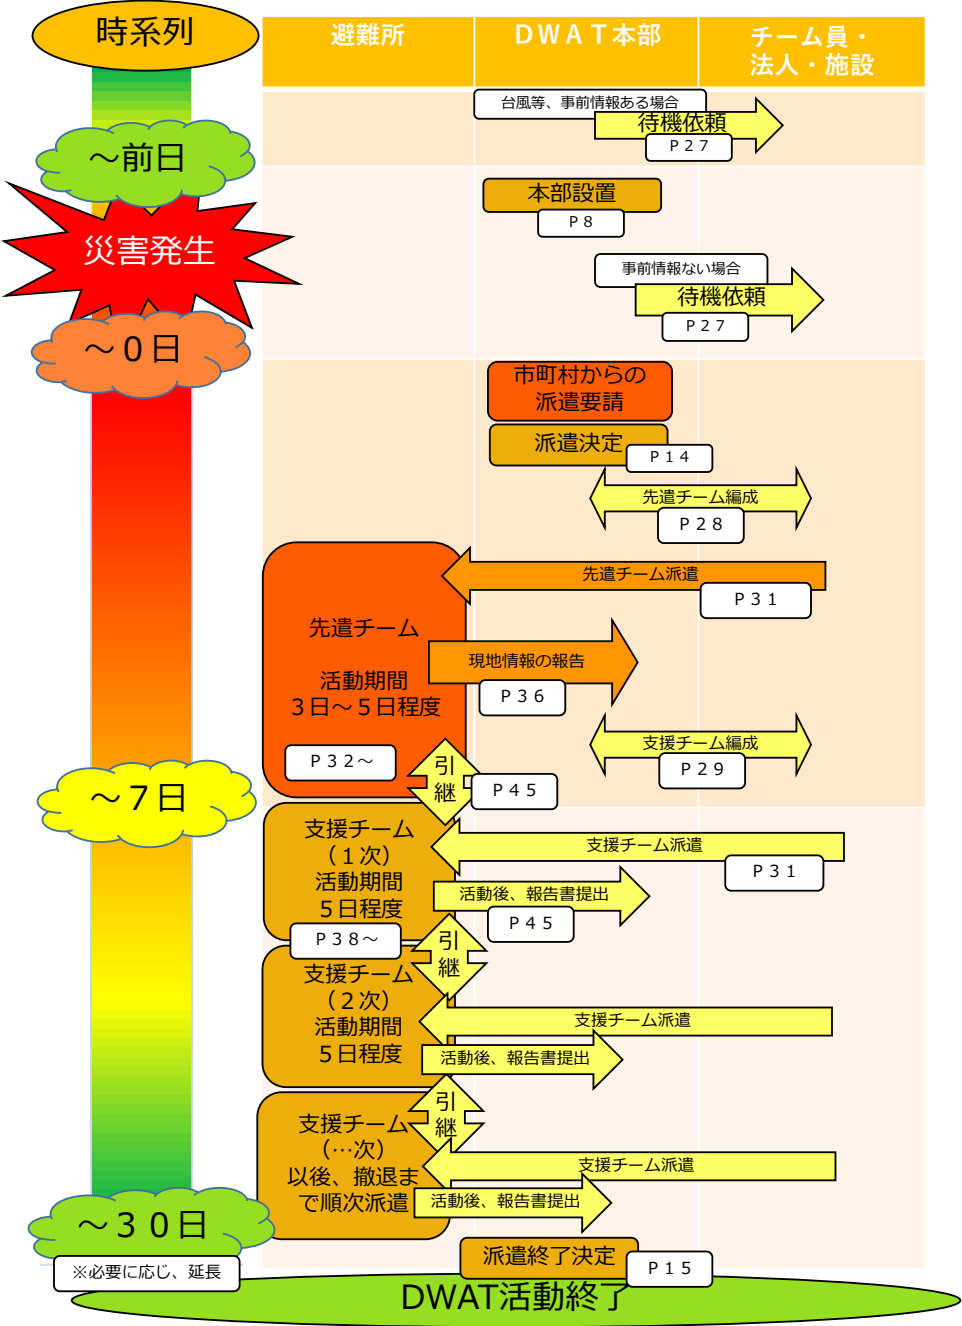 時系列
避難所
ＤＷＡＴ本部
チーム員・
法人・施設
台風等、事前情報ある場合
待機依頼
Ｐ２７
～前日
本部設置
Ｐ８
災害発生
事前情報ない場合
待機依頼
Ｐ２７
～０日
市町村からの
派遣要請
派遣決定
Ｐ１４
先遣チーム編成
Ｐ２８
先遣チーム派遣
Ｐ３１
先遣チーム
活動期間
３日～５日程度
現地情報の報告
Ｐ３６
支援チーム編成
Ｐ２９
Ｐ３２～
引
継
Ｐ４５
～７日
支援チーム
（１次）
活動期間
５日程度
支援チーム派遣
Ｐ３１
活動後、報告書提出
Ｐ４５
Ｐ３８～
引
継
支援チーム
（２次）
活動期間
５日程度
支援チーム派遣
活動後、報告書提出
引
継
支援チーム
（…次）
以後、撤退ま
で順次派遣
支援チーム派遣
活動後、報告書提出
～３０日
※必要に応じ、延長
派遣終了決定
Ｐ１５
DWAT活動終了